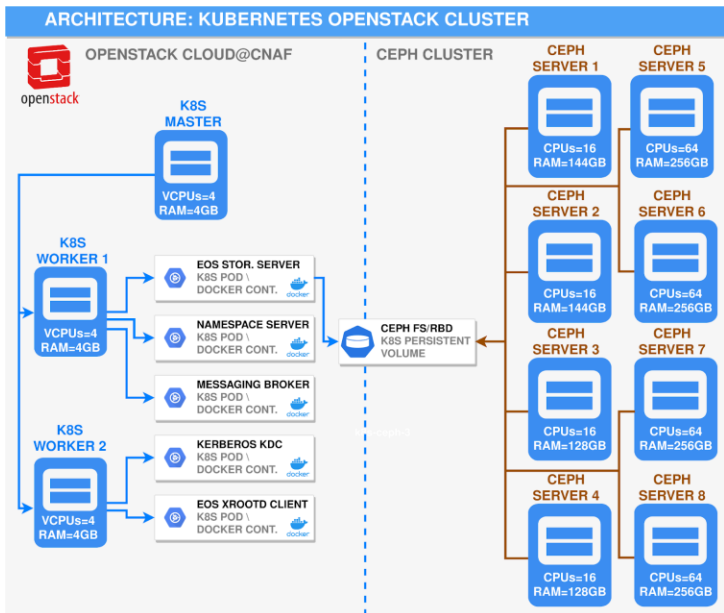 ARCHITECTURE: KUBERNETES OPENSTACK CLUSTER
OPENSTACK CLOUD@CNAF
openstack
K8S
MASTER
VCPUs=4
RAM=4GB
K8S
WORKER 1
VCPUs=4
RAM=4GB
K8S
WORKER 2
VCPUs=4
RAM=4GB
EOS STOR. SERVER
K8S POD \
DOCKER CONT.
docker
NAMESPACE SERVER
K8S POD \
DOCKER CONT.
docker
MESSAGING BROKER
K8S POD \
DOCKER CONT.
docker
KERBEROS KDC
K8S POD \
DOCKER CONT.
docker
EOS XROOTD CLIENT
K8S POD \
DOCKER CONT.
docker
CEPH CLUSTER
CEPH FS/RBD
K8S PERSISTENT
VOLUME
CEPH
SERVER 1
CPUs=16
RAM=144GB
CEPH
SERVER 5
CPUs=64
RAM=256GB
CEPH
SERVER 2
CPUs=16
RAM=144GB
CEPH
SERVER 6
CPUs=64
RAM=256GB
CEPH
SERVER 3
CPUs=16
RAM=128GB
CEPH
SERVER 7
CPUs=64
RAM=256GB
CEPH
SERVER 4
CPUs=16
RAM=128GB
CEPH
SERVER 8
CPUs=64
RAM=256GB